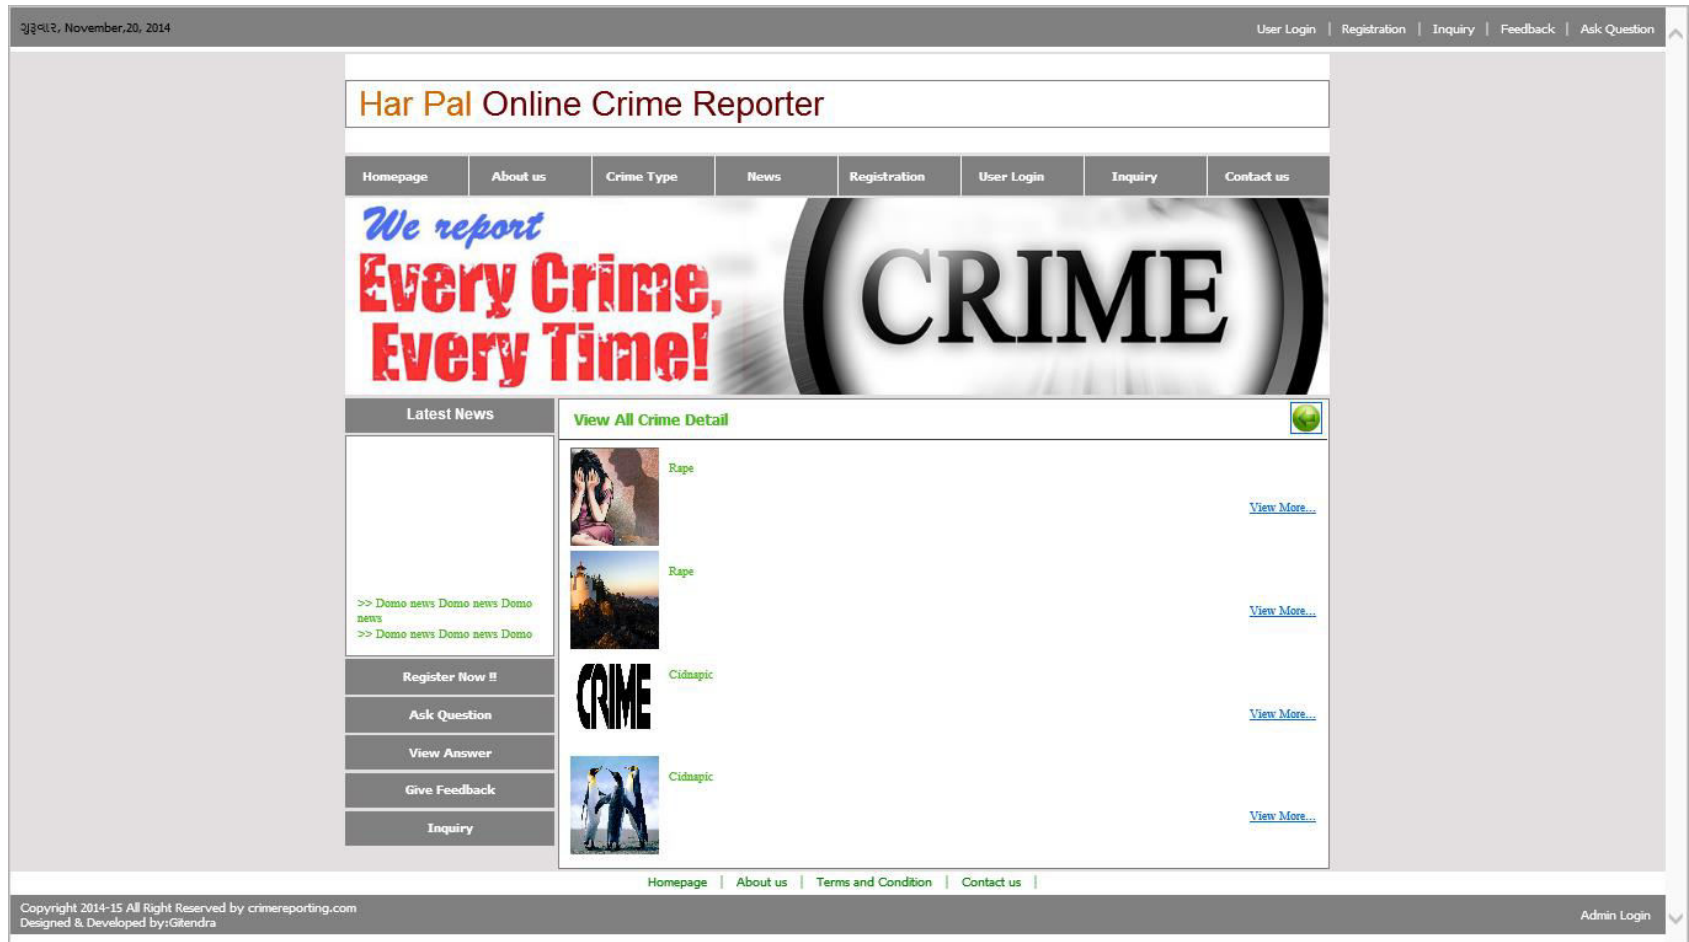 ગુરૂવાર, November,20, 2014
User Login | Registration | Inquiry | Feedback | Ask Question
Har Pal Online Crime Reporter
Homepage About us Crime Type News Registration User Login Inquiry Contact us
We report
Every Crime,
Every Time!
CRIME
Latest News
>> Domo news Domo news Domo
news
>> Domo news Domo news Domo
Register Now !!
Ask Question
View Answer
Give Feedback
Inquiry
View All Crime Detail
Rape
View More...
Rape
View More...
CRIME
Cidnapic
View More...
Cidnapic
View More...
Homepage | About us | Terms and Condition | Contact us |
Copyright 2014-15 All Right Reserved by crimereporting.com
Designed & Developed by:Gitendra
Admin Login